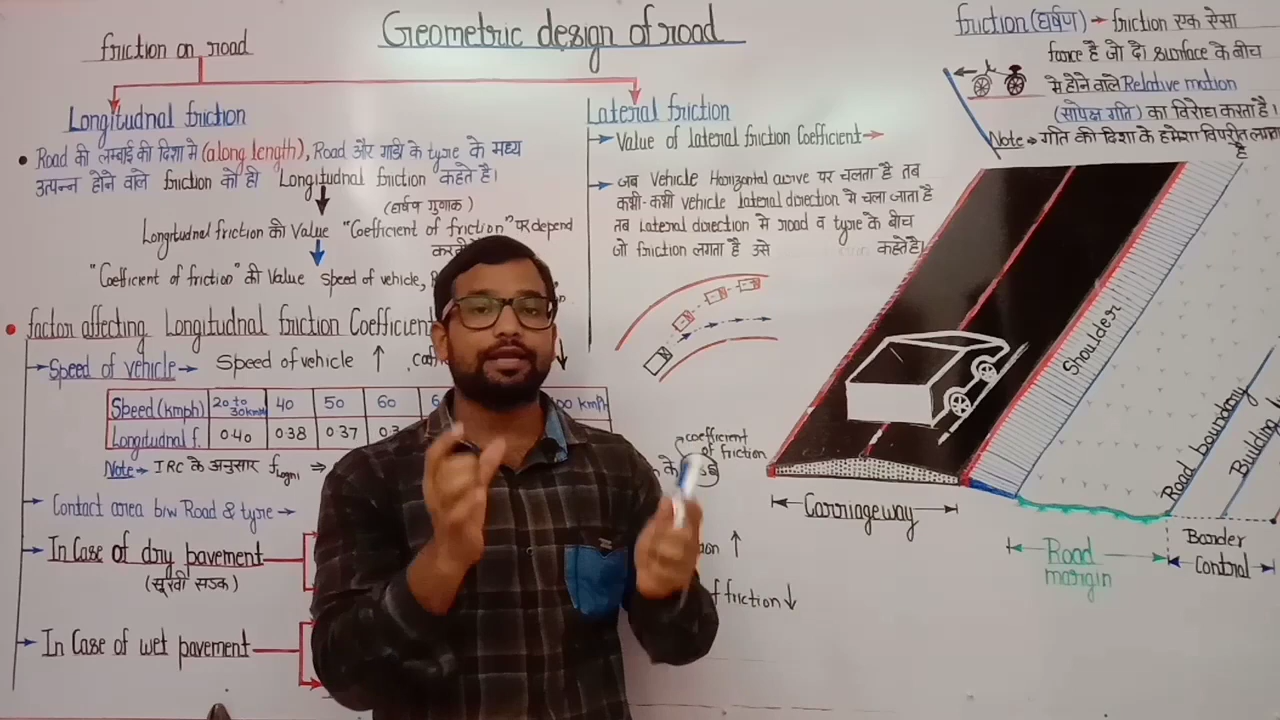 Geometric design of road
friction on road
Longitudnal friction
• Road की लम्बाई की दिशा मे (along length), Road और गाडी के tyre के मध्य
उत्पन्न होने वाले friction को ही Longitudnal friction कहते है।
(घर्षण गुणाक)
Longitudnal friction की Value "Coefficient of friction" पर depend
"Coefficient of friction" की Value Speed of vehicle,
• factor affecting Longitudnal friction Coefficient
Speed of vehicle → Speed of vehicle ↑
Speed (kmph) 20 to 30kmph 40 50 60 100 kmph
Longitudnal f. 0.40 0.38 0.37
Note → IRC के अनुसार f Logni ⇒
Contact area b/w Road & tyre →
In Case of dry pavement
(सूखी सडक)
In Case of wet pavement
Lateral friction
Value of lateral friction Coefficient →
जब Vehicle Horizontal curve पर चलता है तब
कभी-कभी vehicle lateral direction मे चला जाता है
तब lateral direction मे road व tyre के बीच
जो friction लगता है उसे कहते है।
coefficient
of friction
f friction ↓
friction (घर्षण) → friction एक ऐसा
force है जो दो surface के बीच
मे होने वाले Relative motion
(सापेक्ष गति) का विरोध करता है।
Note → गति की दिशा के हमेशा विपरीत लगता
है
Shoulder
Road boundary
Carriageway
Road
margin
Border
Control